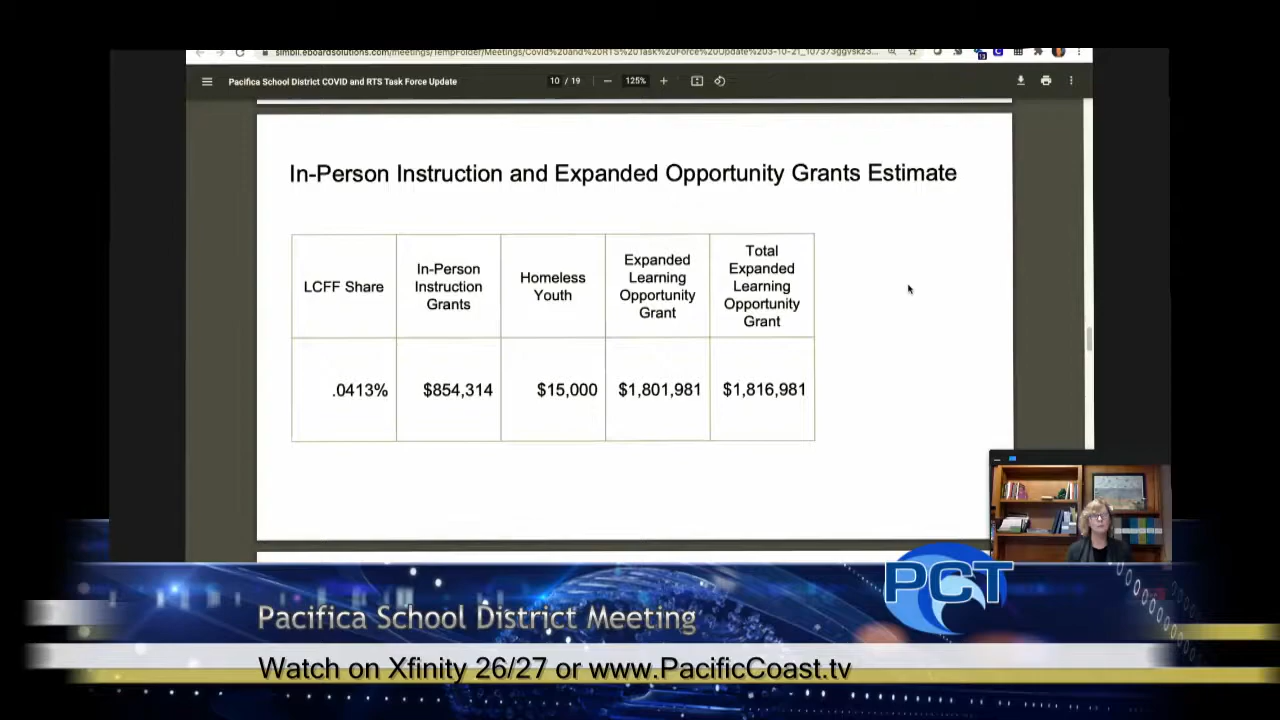 Pacifica School District COVID and RTS Task Force Update
10 / 19
125%
In-Person Instruction and Expanded Opportunity Grants Estimate
LCFF Share
In-Person
Instruction
Grants
Homeless
Youth
Expanded
Learning
Opportunity
Grant
Total
Expanded
Learning
Opportunity
Grant
.0413%
$854,314
$15,000
$1,801,981
$1,816,981
PCT
Pacifica School District Meeting
Watch on Xfinity 26/27 or www.PacificCoast.tv